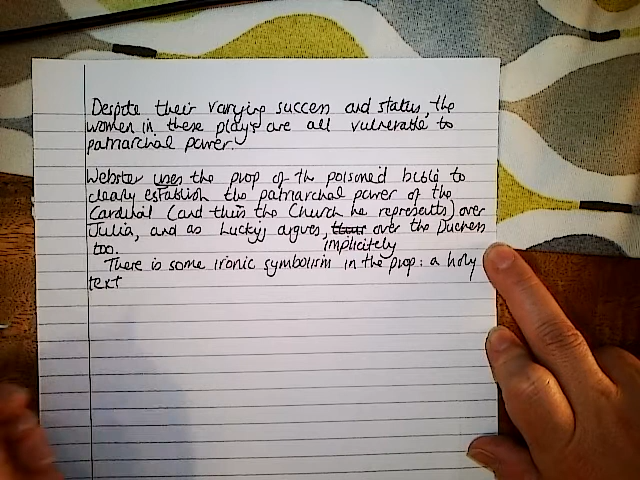 Despite their varying success and status, the
women in these plays are all vulnerable to
patriarchal power.
Webster uses the prop of the poisoned bible to
clearly establish the patriarchal power of the
Cardinal (and thus the Church he represents) over
Julia, and as Luckyj argues, over the Duchess
too. implicitely
There is some ironic symbolism in the prop: a holy
text